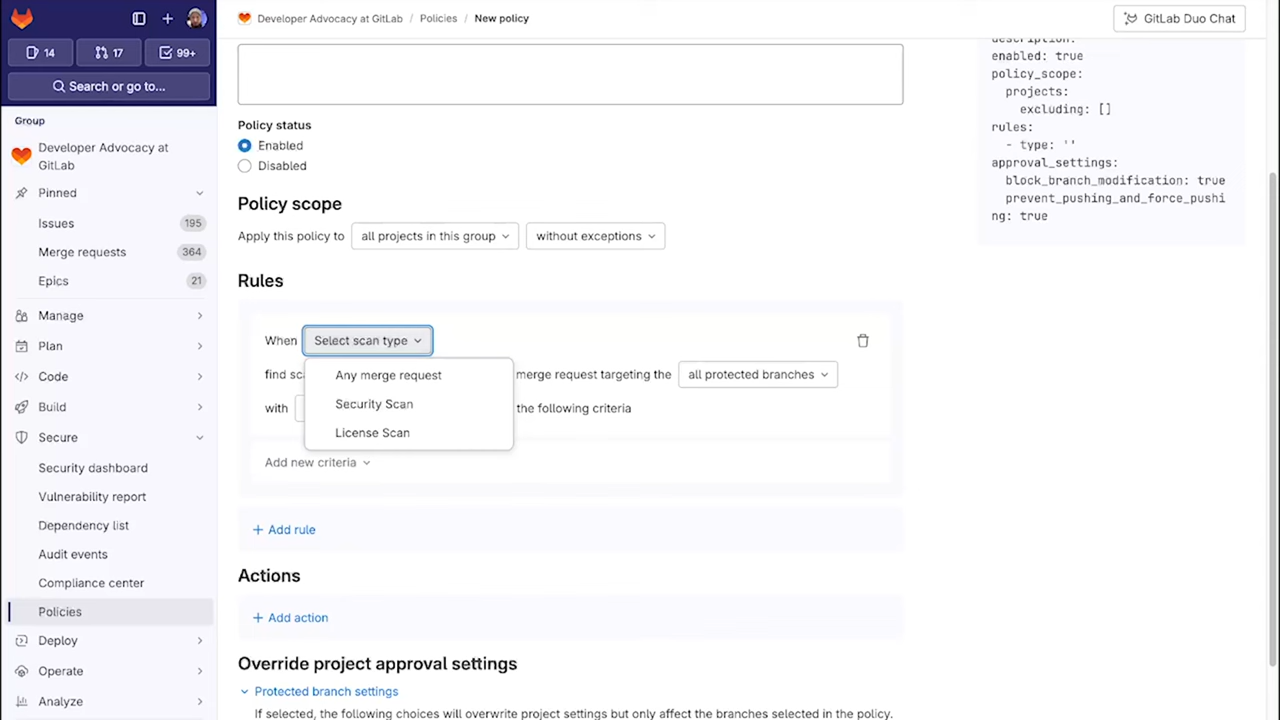 Developer Advocacy at GitLab / Policies / New policy
GitLab Duo Chat
14
17
99+
Search or go to...
Group
Developer Advocacy at
GitLab
Pinned
Issues 195
Merge requests 364
Epics 21
Manage
Plan
Code
Build
Secure
Security dashboard
Vulnerability report
Dependency list
Audit events
Compliance center
Policies
Deploy
Operate
Analyze
Policy status
Enabled
Disabled
Policy scope
Apply this policy to all projects in this group without exceptions
Rules
When Select scan type
Any merge request
Security Scan
License Scan
find merge request targeting the all protected branches
with the following criteria
Add new criteria
+ Add rule
Actions
+ Add action
Override project approval settings
Protected branch settings
If selected, the following choices will overwrite project settings but only affect the branches selected in the policy.
description:
enabled: true
policy_scope:
projects:
excluding: []
rules:
- type: ''
approval_settings:
block_branch_modification: true
prevent_pushing_and_force_pushi
ng: true